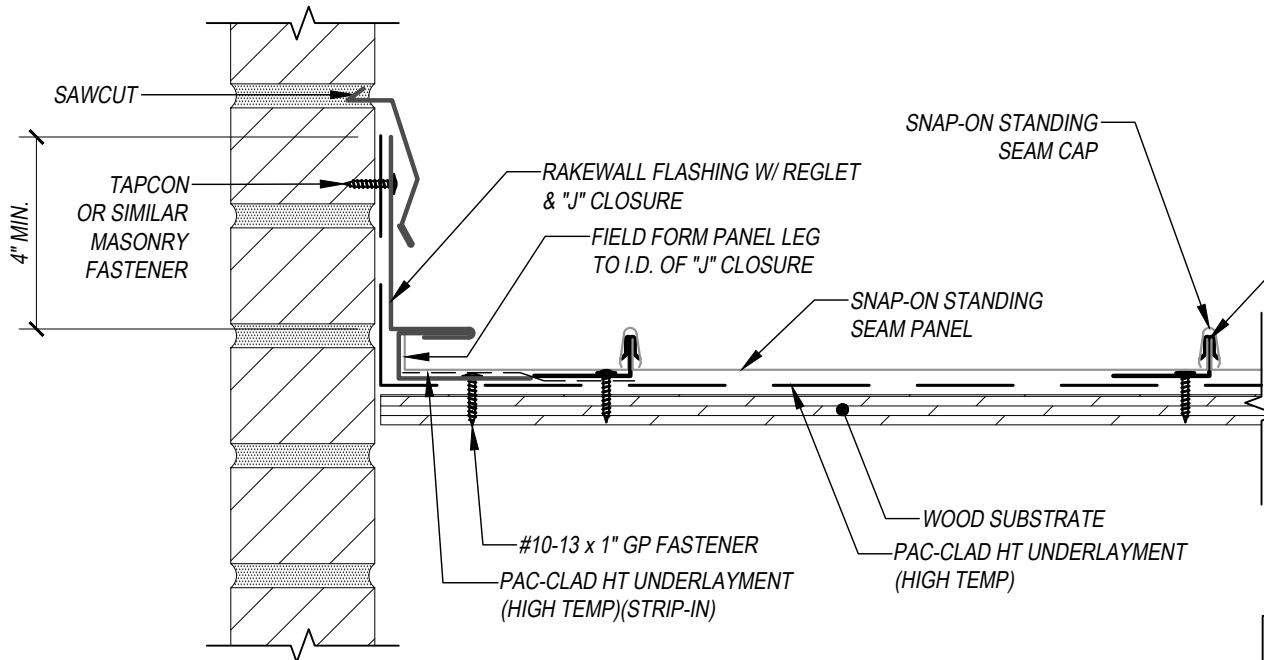 SAWCUT
4" MIN.
TAPCON
OR SIMILAR
MASONRY
FASTENER
RAKEWALL FLASHING W/ REGLET
& "J" CLOSURE
FIELD FORM PANEL LEG
TO I.D. OF "J" CLOSURE
SNAP-ON STANDING
SEAM CAP
SNAP-ON STANDING
SEAM PANEL
#10-13 x 1" GP FASTENER
PAC-CLAD HT UNDERLAYMENT
(HIGH TEMP)(STRIP-IN)
WOOD SUBSTRATE
PAC-CLAD HT UNDERLAYMENT
(HIGH TEMP)